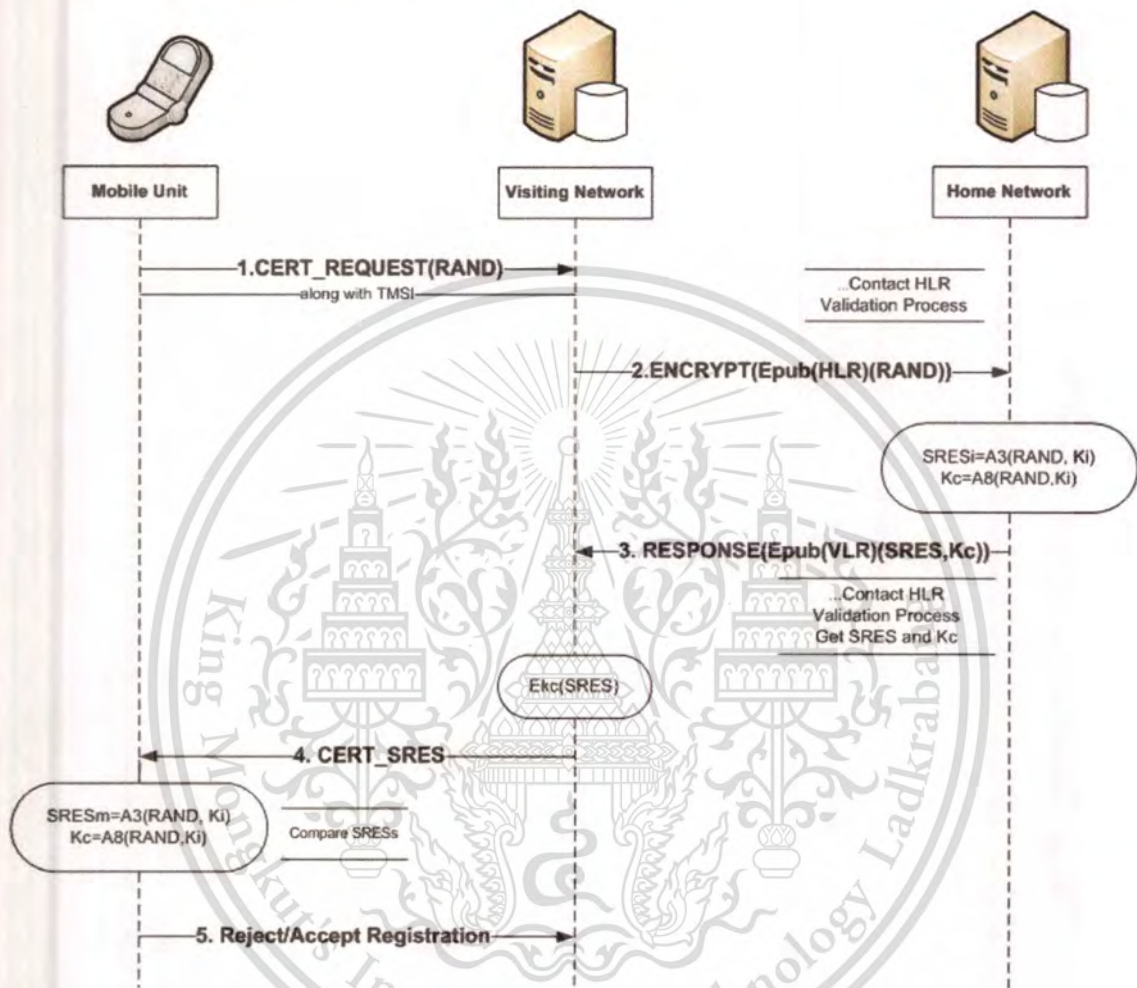 Mobile Unit
Visiting Network
Home Network
1.CERT_REQUEST(RAND)
along with TMSI
...Contact HLR
Validation Process
2.ENCRYPT(Epub(HLR)(RAND))
SRESi=A3(RAND, Ki)
Kc=A8(RAND,Ki)
3. RESPONSE(Epub(VLR)(SRES,Kc))
...Contact HLR
Validation Process
Get SRES and Kc
Ekc(SRES)
4. CERT_SRES
SRESm=A3(RAND, Ki)
Kc=A8(RAND,Ki)
Compare SRESs
5. Reject/Accept Registration
King Mongkut's Institute of Technology Ladkrabang